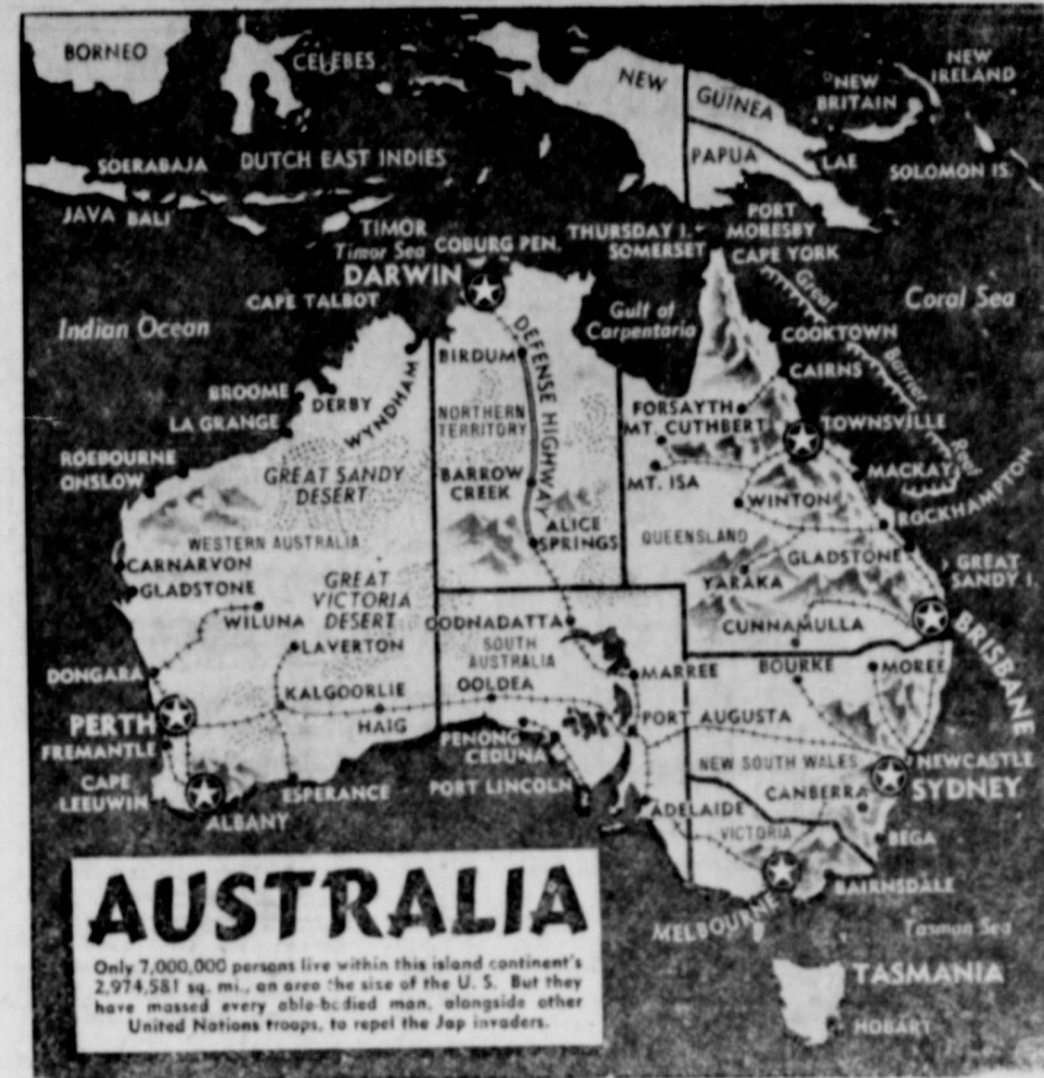 BORNEO
CELEBES
NEW
GUINEA
NEW
BRITAIN
NEW
IRELAND
PAPUA
LAE
SOLOMON IS.
SOERABAJA
DUTCH EAST INDIES
JAVA
BALI
TIMOR
Timor Sea
COBURG PEN.
THURSDAY I.
SOMERSET
PORT
MORESBY
CAPE YORK
DARWIN
CAPE TALBOT
Gulf of
Carpentaria
Great
Barrier
Reef
Coral Sea
Indian Ocean
COOKTOWN
CAIRNS
BIRDUM
DEFENSE HIGHWAY
BROOME
DERBY
LA GRANGE
WYNDHAM
NORTHERN
TERRITORY
FORSAYTH
MT. CUTHBERT
TOWNSVILLE
ROEBOURNE
ONSLOW
GREAT SANDY
DESERT
BARROW
CREEK
MT. ISA
MACKAY
WINTON
ROCKHAMPTON
WESTERN AUSTRALIA
ALICE
SPRINGS
QUEENSLAND
GLADSTONE
GREAT
SANDY I.
CARNARVON
GLADSTONE
GREAT
VICTORIA
DESERT
YARAKA
WILUNA
OODNADATTA
CUNNAMULLA
BRISBANE
LAVERTON
SOUTH
AUSTRALIA
DONGARA
MARREE
BOURKE
MOREE
KALGOORLIE
OOLDEA
PERTH
HAIG
PORT AUGUSTA
FREMANTLE
PENONG
CEDUNA
NEW SOUTH WALES
NEWCASTLE
CAPE
LEEUWIN
ESPERANCE
PORT LINCOLN
CANBERRA
SYDNEY
ALBANY
ADELAIDE
VICTORIA
BEGA
BAIRNSDALE
MELBOURNE
Tasman Sea
TASMANIA
HOBART
AUSTRALIA
Only 7,000,000 persons live within this island continent's
2,974,581 sq. mi., an area the size of the U. S. But they
have massed every able-bodied man, alongside other
United Nations troops, to repel the Jap invaders.